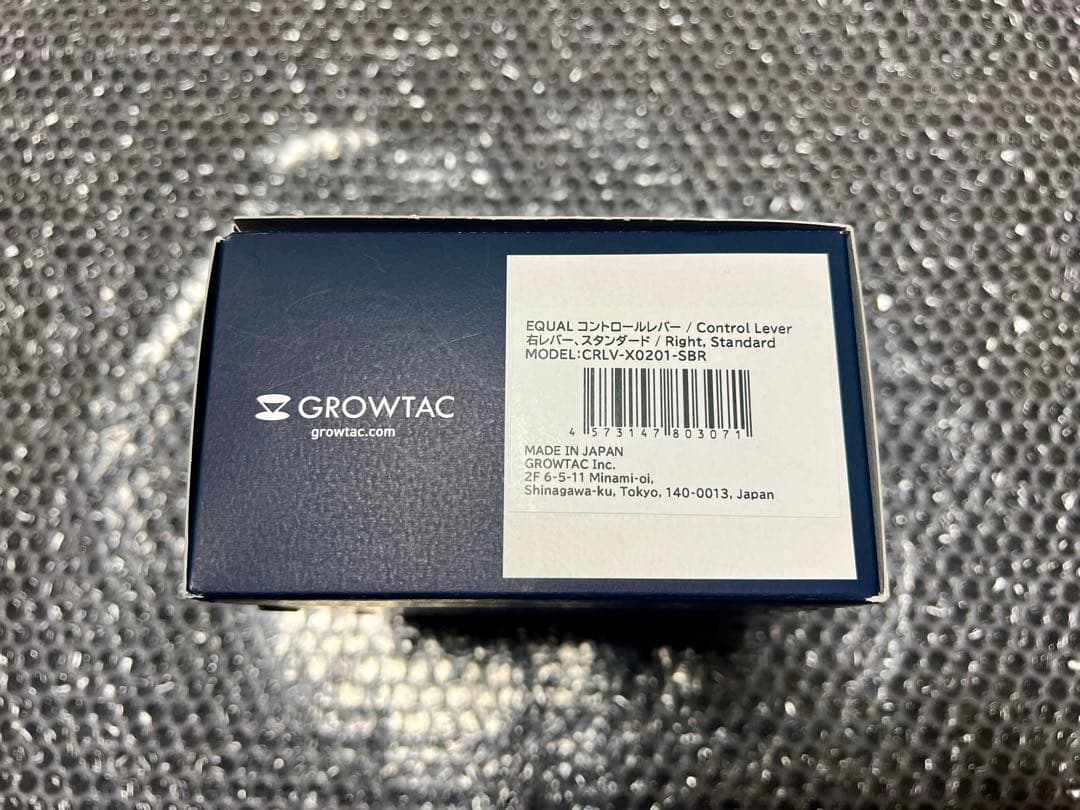 GROWTAC
growtac.com
EQUAL コントロールレバー / Control Lever
右レバー、スタンダード / Right, Standard
MODEL:CRLV-X0201-SBR
4 573147 803071
MADE IN JAPAN
GROWTAC Inc.
2F 6-5-11 Minami-oi,
Shinagawa-ku, Tokyo, 140-0013, Japan